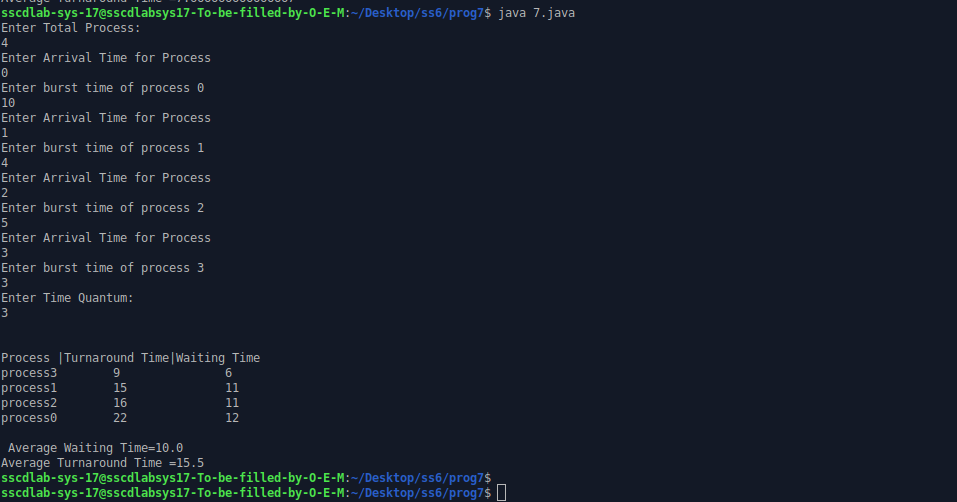 Average Turnaround Time =7.666666666666667
sscdlab-sys-17@sscdlabsys17-To-be-filled-by-O-E-M:~/Desktop/ss6/prog7$ java 7.java
Enter Total Process:
4
Enter Arrival Time for Process
0
Enter burst time of process 0
10
Enter Arrival Time for Process
1
Enter burst time of process 1
4
Enter Arrival Time for Process
2
Enter burst time of process 2
5
Enter Arrival Time for Process
3
Enter burst time of process 3
3
Enter Time Quantum:
3
Process |Turnaround Time|Waiting Time
process3 9 6
process1 15 11
process2 16 11
process0 22 12
Average Waiting Time=10.0
Average Turnaround Time =15.5
sscdlab-sys-17@sscdlabsys17-To-be-filled-by-O-E-M:~/Desktop/ss6/prog7$
sscdlab-sys-17@sscdlabsys17-To-be-filled-by-O-E-M:~/Desktop/ss6/prog7$